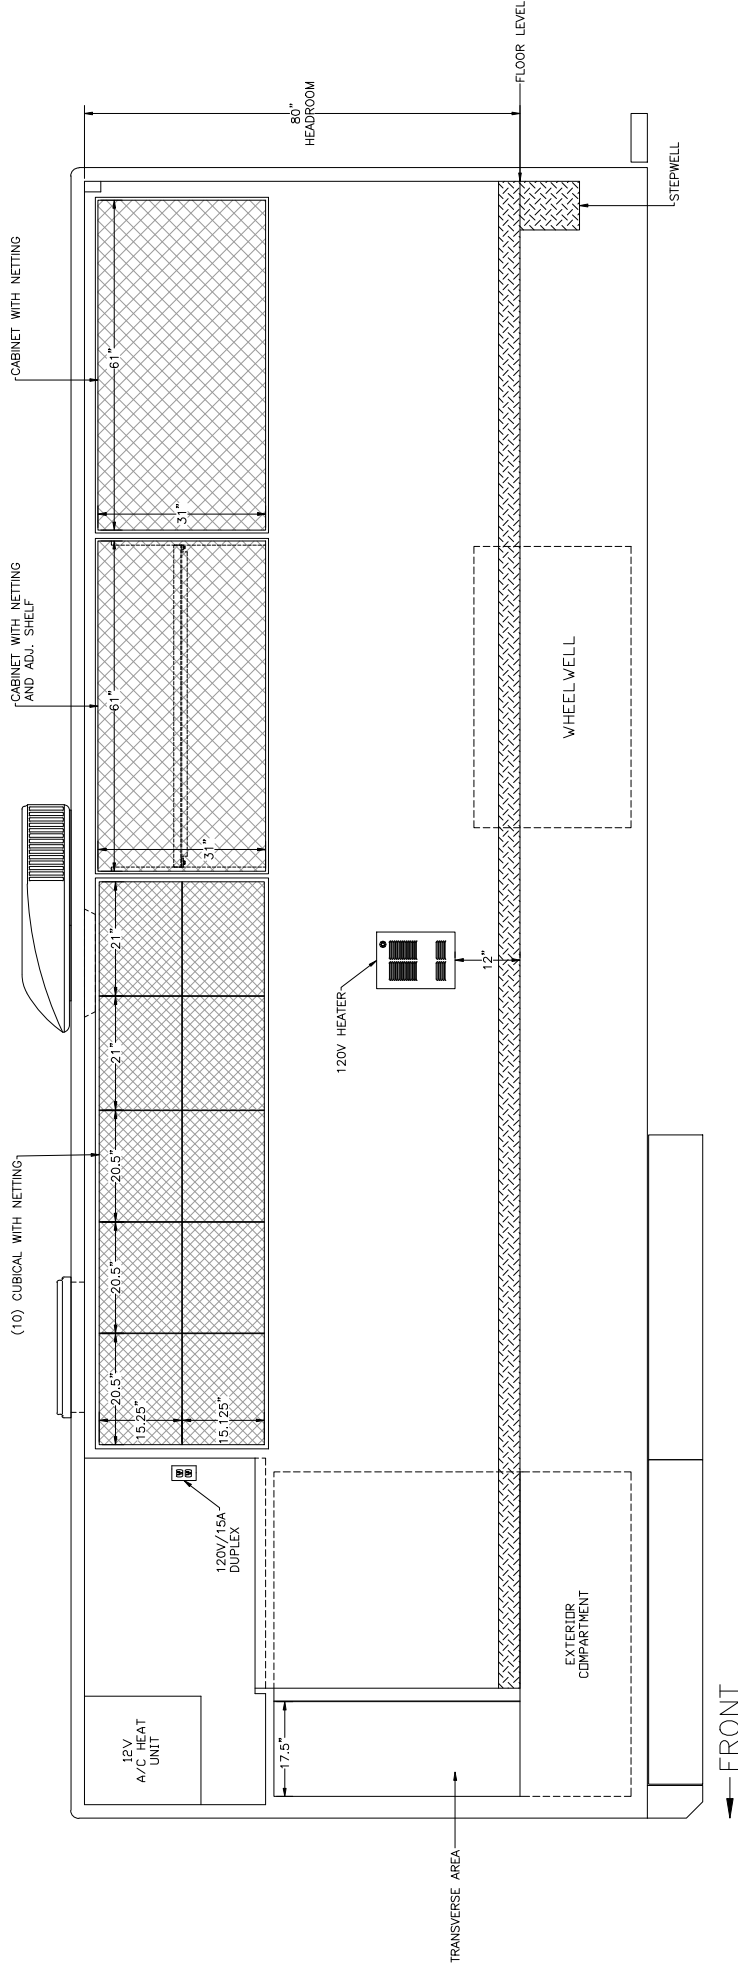 (10) CUBICAL WITH NETTING
CABINET WITH NETTING
AND ADJ. SHELF
CABINET WITH NETTING
20.5"
20.5"
20.5"
21"
21"
61"
61"
15.25"
15.125"
31"
31"
80"
HEADROOM
12V
A/C HEAT
UNIT
120V/15A
DUPLEX
120V HEATER
12"
17.5"
TRANSVERSE AREA
EXTERIOR
COMPARTMENT
WHEELWELL
FLOOR LEVEL
STEPWELL
FRONT